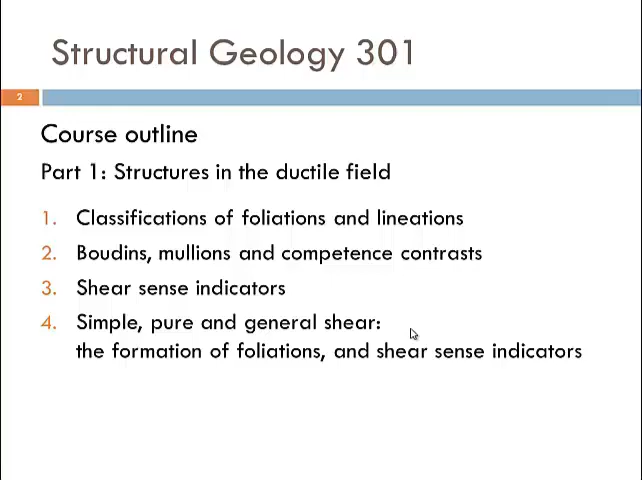 Structural Geology 301
2
Course outline
Part 1: Structures in the ductile field
1. Classifications of foliations and lineations
2. Boudins, mullions and competence contrasts
3. Shear sense indicators
4. Simple, pure and general shear:
the formation of foliations, and shear sense indicators